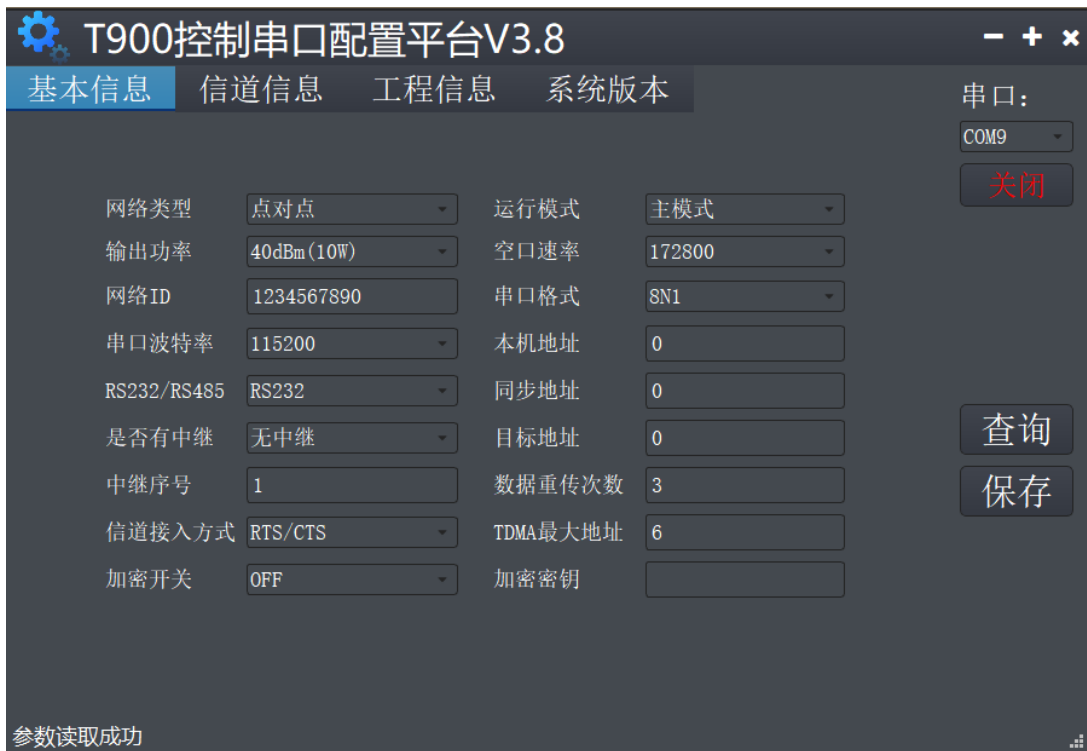 T900控制串口配置平台V3.8
基本信息 信道信息 工程信息 系统版本
串口：
COM9
关闭
网络类型 点对点 运行模式 主模式
输出功率 40dBm(10W) 空口速率 172800
网络ID 1234567890 串口格式 8N1
串口波特率 115200 本机地址 0
RS232/RS485 RS232 同步地址 0
是否有中继 无中继 目标地址 0
中继序号 1 数据重传次数 3
信道接入方式 RTS/CTS TDMA最大地址 6
加密开关 OFF 加密密钥
查询
保存
参数读取成功